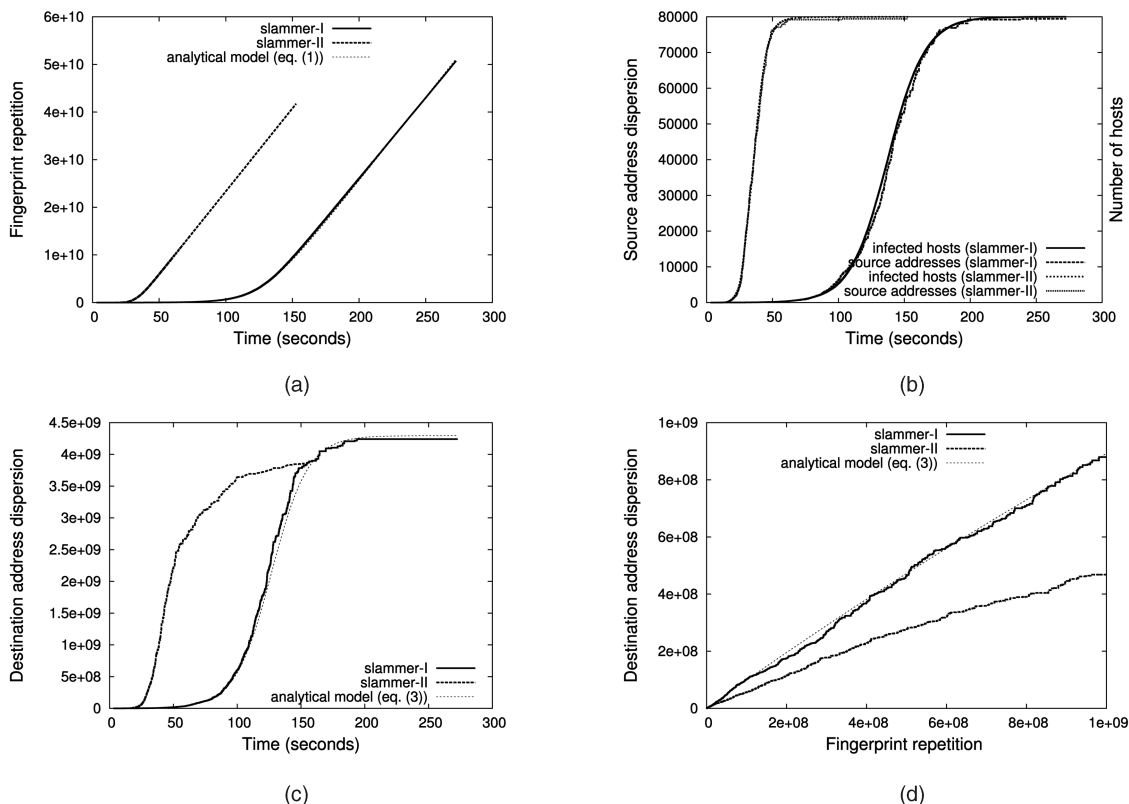 6e+10
5e+10
4e+10
3e+10
2e+10
1e+10
0
Fingerprint repetition
slammer-I
slammer-II
analytical model (eq. (1))
0 50 100 150 200 250 300
Time (seconds)
(a)
80000
70000
60000
50000
40000
30000
20000
10000
0
Source address dispersion
Number of hosts
infected hosts (slammer-I)
source addresses (slammer-I)
infected hosts (slammer-II)
source addresses (slammer-II)
0 50 100 150 200 250 300
Time (seconds)
(b)
4.5e+09
4e+09
3.5e+09
3e+09
2.5e+09
2e+09
1.5e+09
1e+09
5e+08
0
Destination address dispersion
slammer-I
slammer-II
analytical model (eq. (3))
0 50 100 150 200 250 300
Time (seconds)
(c)
1e+09
8e+08
6e+08
4e+08
2e+08
0
Destination address dispersion
slammer-I
slammer-II
analytical model (eq. (3))
0 2e+08 4e+08 6e+08 8e+08 1e+09
Fingerprint repetition
(d)